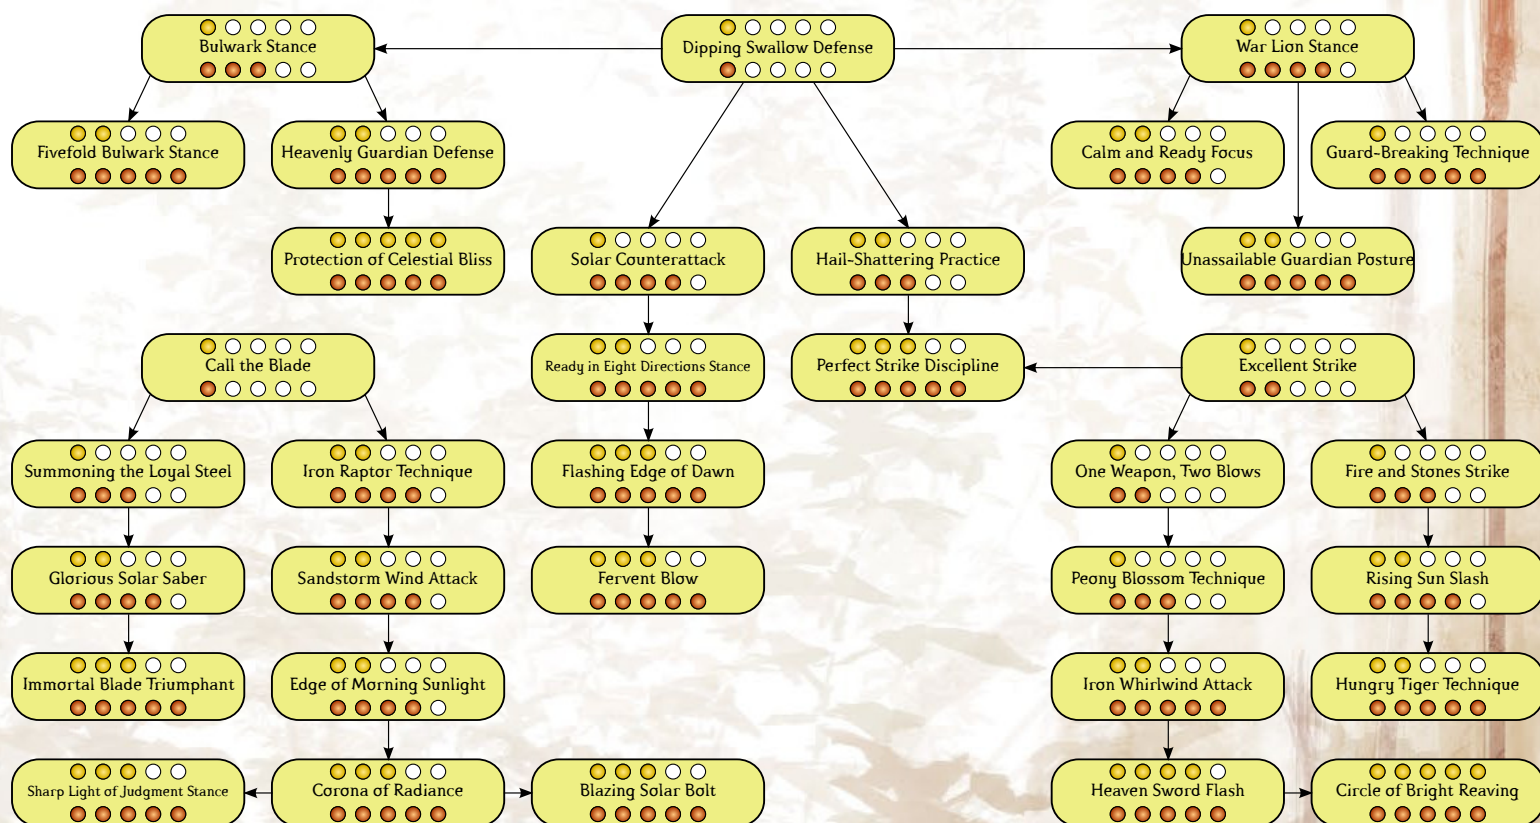 Bulwark Stance
Dipping Swallow Defense
War Lion Stance
Fivefold Bulwark Stance
Heavenly Guardian Defense
Calm and Ready Focus
Guard-Breaking Technique
Protection of Celestial Bliss
Solar Counterattack
Hail-Shattering Practice
Unassailable Guardian Posture
Call the Blade
Ready in Eight Directions Stance
Perfect Strike Discipline
Excellent Strike
Summoning the Loyal Steel
Iron Raptor Technique
Flashing Edge of Dawn
One Weapon, Two Blows
Fire and Stones Strike
Glorious Solar Saber
Sandstorm Wind Attack
Fervent Blow
Peony Blossom Technique
Rising Sun Slash
Immortal Blade Triumphant
Edge of Morning Sunlight
Iron Whirlwind Attack
Hungry Tiger Technique
Sharp Light of Judgment Stance
Corona of Radiance
Blazing Solar Bolt
Heaven Sword Flash
Circle of Bright Reaving